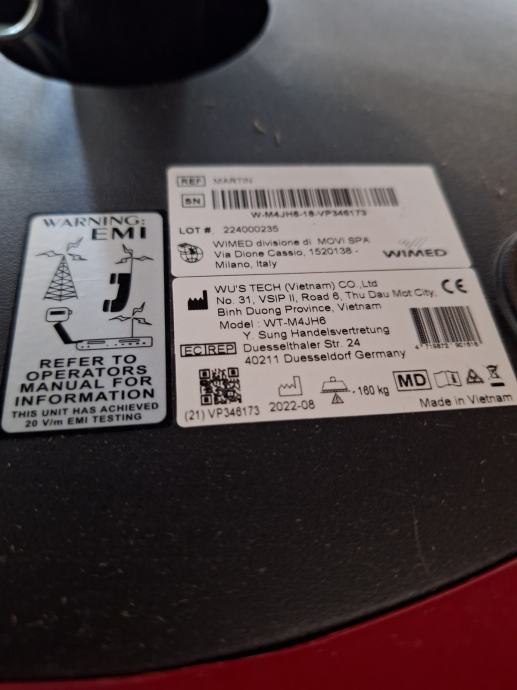 REF MARTIN
SN
W-M4JH6-18-VP346173
LOT # 224000235
WIMED divisione di MOVI SPA
Via Dione Cassio, 1520138 -
Milano, Italy
WIMED
WARNING:
EMI
REFER TO
OPERATORS
MANUAL FOR
INFORMATION
THIS UNIT HAS ACHIEVED
20 V/m EMI TESTING
WU'S TECH (Vietnam) CO.,Ltd
No. 31, VSIP II, Road 6, Thu Dau Mot City,
Binh Duong Province, Vietnam
CE
Model : WT-M4JH6
EC REP
Y. Sung Handelsvertretung
Duesselthaler Str. 24
40211 Duesseldorf Germany
(21) VP346173
2022-08
160 kg
MD
Made in Vietnam